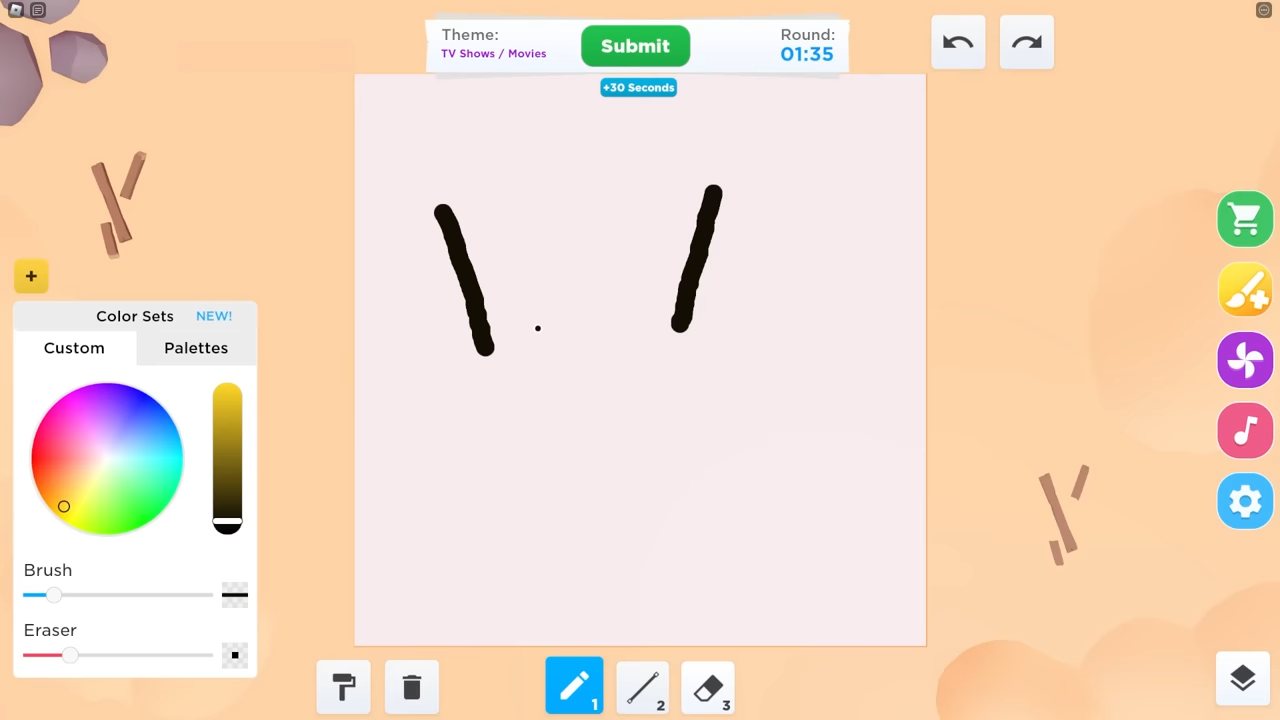 Theme:
TV Shows / Movies
Submit
Round:
01:35
+30 Seconds
+
Color Sets NEW!
Custom Palettes
Brush
Eraser
1
2
3